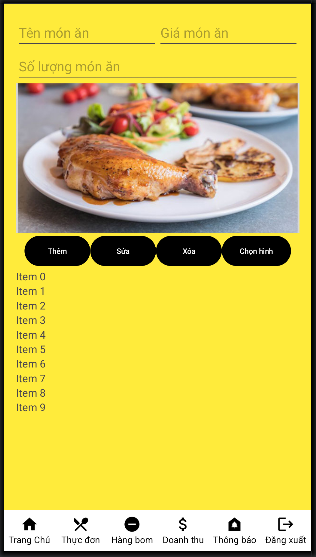 Tên món ăn Giá món ăn
Số lượng món ăn
Thêm Sửa Xóa Chọn hình
Item 0
Item 1
Item 2
Item 3
Item 4
Item 5
Item 6
Item 7
Item 8
Item 9
Trang Chủ Thực đơn Hàng bom Doanh thu Thông báo Đăng xuất